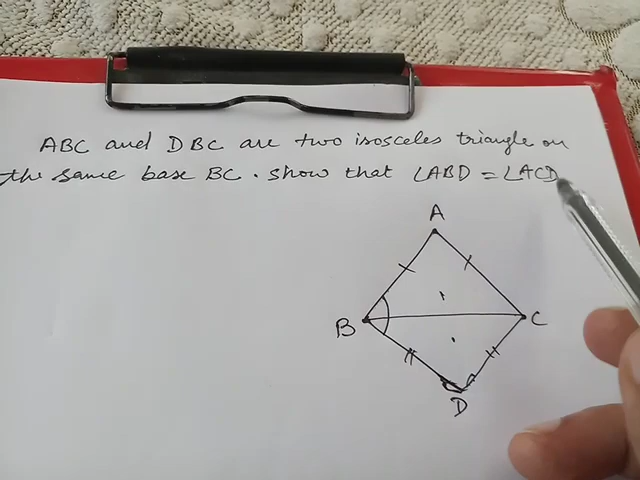 ABC and DBC are two isosceles triangle on
the same base BC. show that ∠ABD = ∠ACD
A
B
C
D